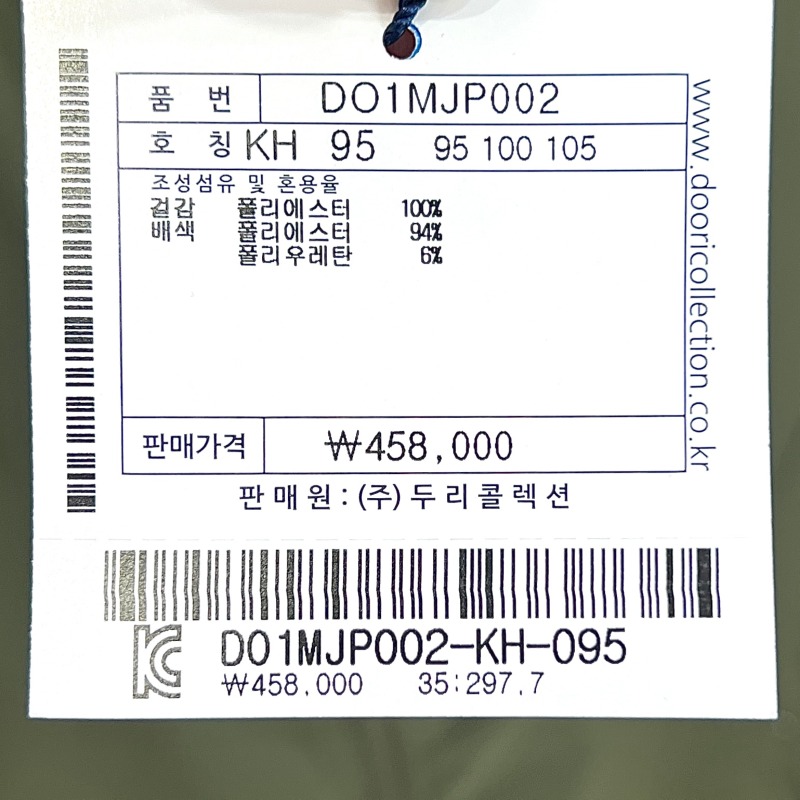 품 번 DO1MJP002
호 칭 KH 95 95 100 105
조성섬유 및 혼용율
겉감 폴리에스터 100%
배색 폴리에스터 94%
폴리우레탄 6%
판매가격 ₩458,000
판매원 : (주)두리콜렉션
www.dooricollection.co.kr
DO1MJP002-KH-095
₩458,000 35:297.7